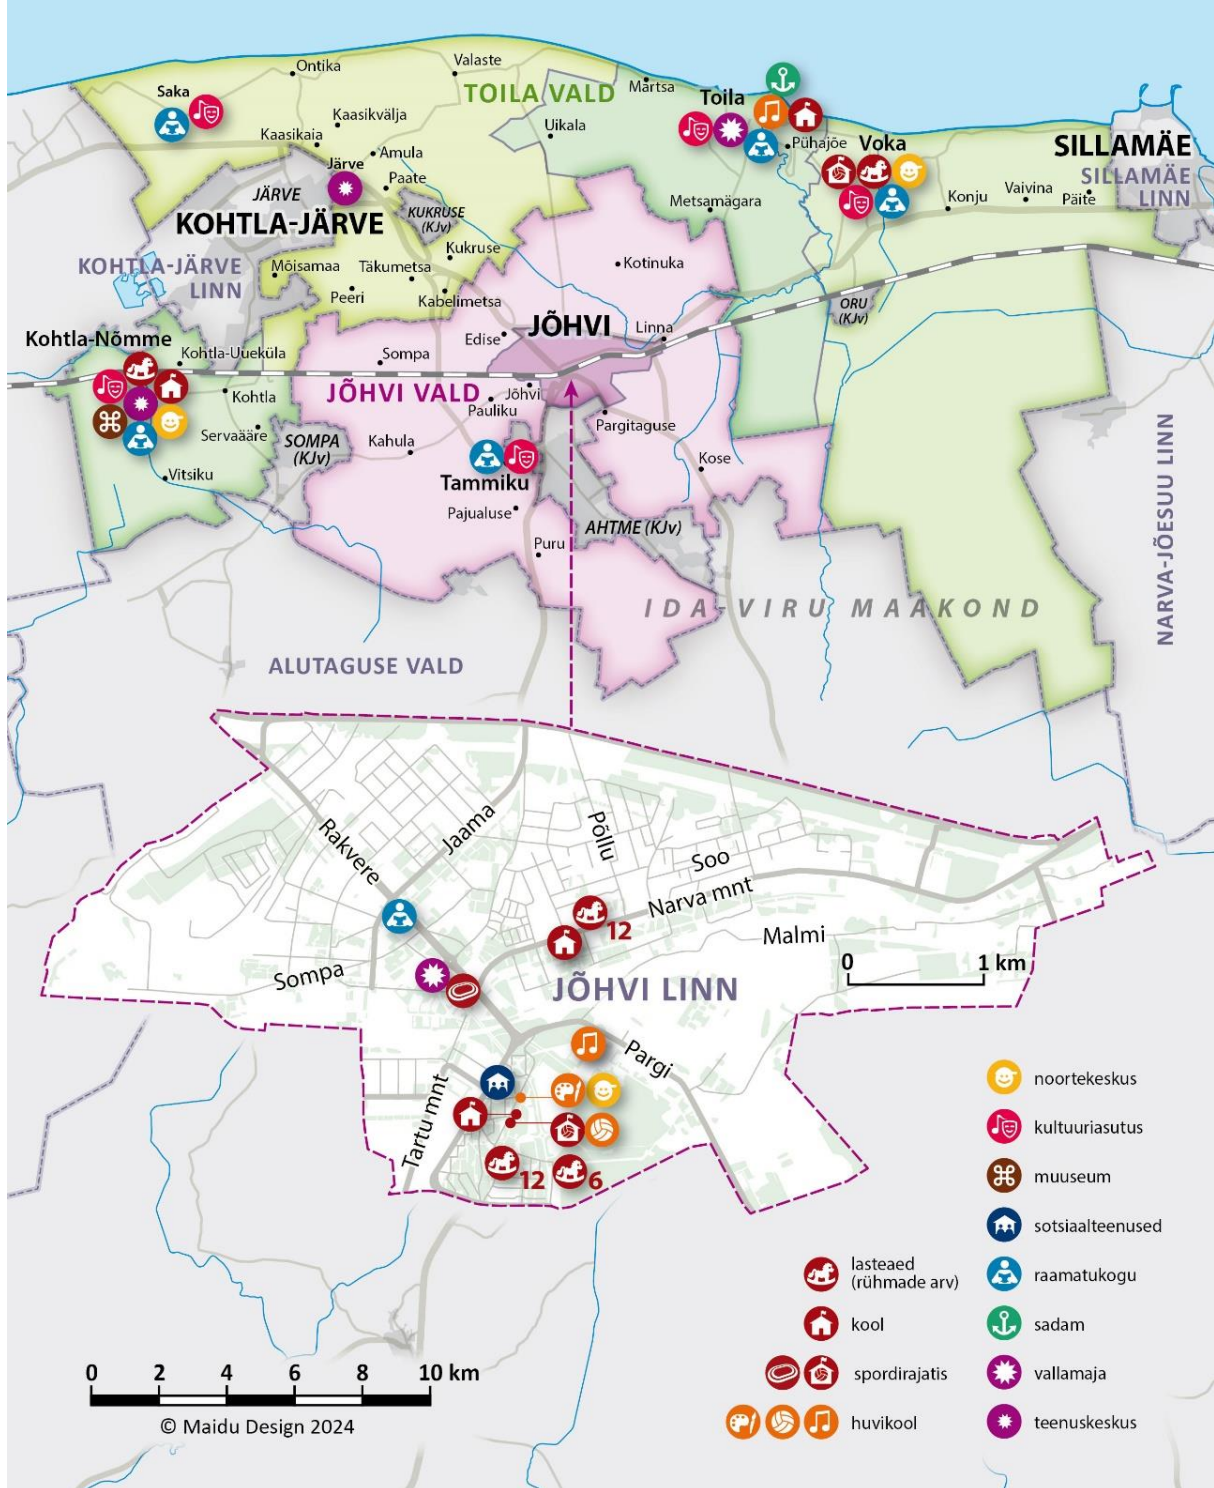 Ontika
Valaste
Saka
TOILA VALD
Martsa
Toila
Kaasikvälja
Kaasikaia
Uikala
Pühajõe
Voka
SILLAMÄE
SILLAMÄE
LINN
Amula
Järve
Paate
JÄRVE
KOHTLA-JÄRVE
KUKRUSE
(KJv)
Metsamägara
Konju
Vaivina
Päite
Kukruse
KOHTLA-JÄRVE
LINN
Mõisamaa
Täkumetsa
Kotinuka
Peeri
Kabelimetsa
ORU
(KJv)
Kohtla-Nõmme
Kohtla-Uueküla
Edise
JÕHVI
Linna
Sompa
JÕHVI VALD
Jõhvi
Kohtla
Pauliku
Pargitaguse
Servaääre
SOMPA
(KJv)
Kahula
Kose
Vitsiku
Tammiku
Pajualuse
AHTME (KJv)
Puru
NARVA-JÕESUU LINN
IDA-VIRU MAAKOND
ALUTAGUSE VALD
Rakvere
Jaama
Põllu
Soo
Narva mnt
12
Malmi
Sompa
0 1 km
JÕHVI LINN
Pargi
Tartu mnt
12
6
noortekeskus
kultuuriasutus
muuseum
sotsiaalteenused
lasteaed
(rühmade arv)
raamatukogu
kool
sadam
spordirajatis
vallamaja
huvikool
teenuskeskus
0 2 4 6 8 10 km
© Maidu Design 2024